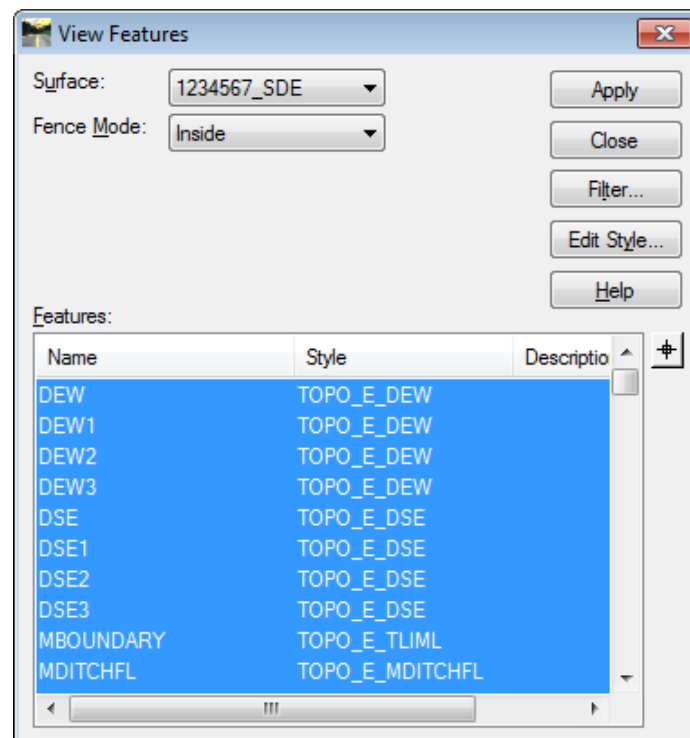 View Features
Surface: 1234567_SDE
Apply
Fence Mode: Inside
Close
Filter...
Edit Style...
Help
Features:
Name Style Descriptio
DEW TOPO_E_DEW
DEW1 TOPO_E_DEW
DEW2 TOPO_E_DEW
DEW3 TOPO_E_DEW
DSE TOPO_E_DSE
DSE1 TOPO_E_DSE
DSE2 TOPO_E_DSE
DSE3 TOPO_E_DSE
MBOUNDARY TOPO_E_TLIML
MDITCHFL TOPO_E_MDITCHFL